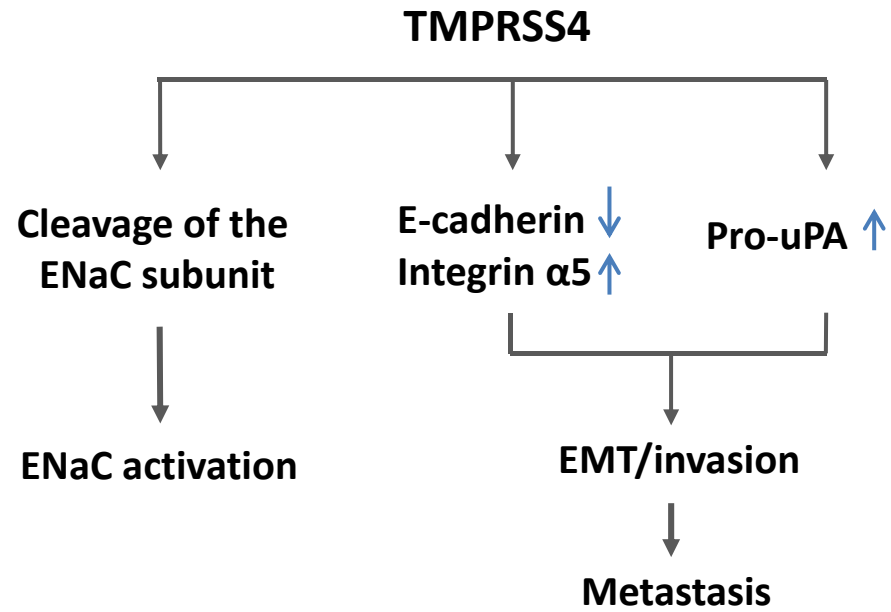 TMPRSS4
Cleavage of the
ENaC subunit
E-cadherin ↓
Integrin α5 ↑
Pro-uPA ↑
ENaC activation
EMT/invasion
Metastasis